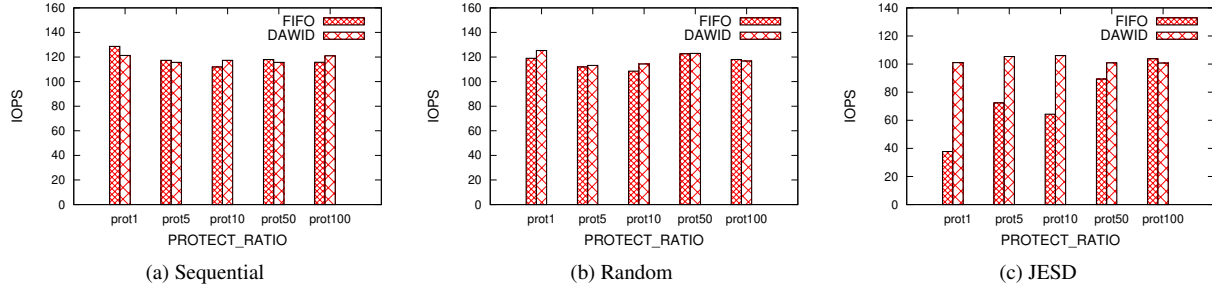 160
140
120
100
80
60
40
20
0
IOPS
FIFO
DAWID
prot1 prot5 prot10 prot50 prot100
PROTECT_RATIO
(a) Sequential
160
140
120
100
80
60
40
20
0
IOPS
FIFO
DAWID
prot1 prot5 prot10 prot50 prot100
PROTECT_RATIO
(b) Random
140
120
100
80
60
40
20
0
IOPS
FIFO
DAWID
prot1 prot5 prot10 prot50 prot100
PROTECT_RATIO
(c) JESD